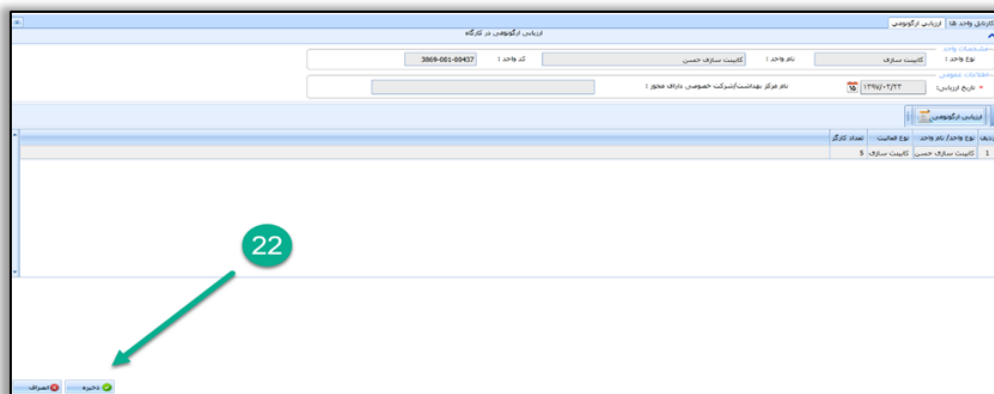 کارتابل واحد ها ارزیابی ارگونومی
ارزیابی ارگونومی در کارگاه
مشخصات واحد
نوع واحد : کابینت سازی نام واحد : کابینت سازی حسن کد واحد : 3869-001-00437
اطلاعات عمومی
* تاریخ ارزیابی: ۱۳۹۷/۰۲/۲۳ نام مرکز بهداشت/شرکت خصوصی دارای مجوز :
ارزیابی ارگونومی
ردیف نوع واحد/ نام واحد نوع فعالیت تعداد کارگر
1 کابینت سازی حسن کابینت سازی 5
22
ذخیره انصراف